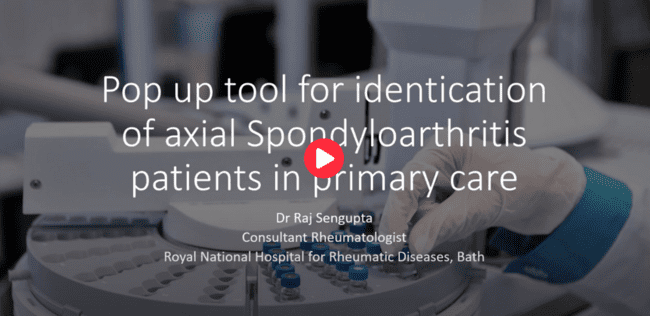 Pop up tool for identication
of axial Spondyloarthritis
patients in primary care
Dr Raj Sengupta
Consultant Rheumatologist
Royal National Hospital for Rheumatic Diseases, Bath